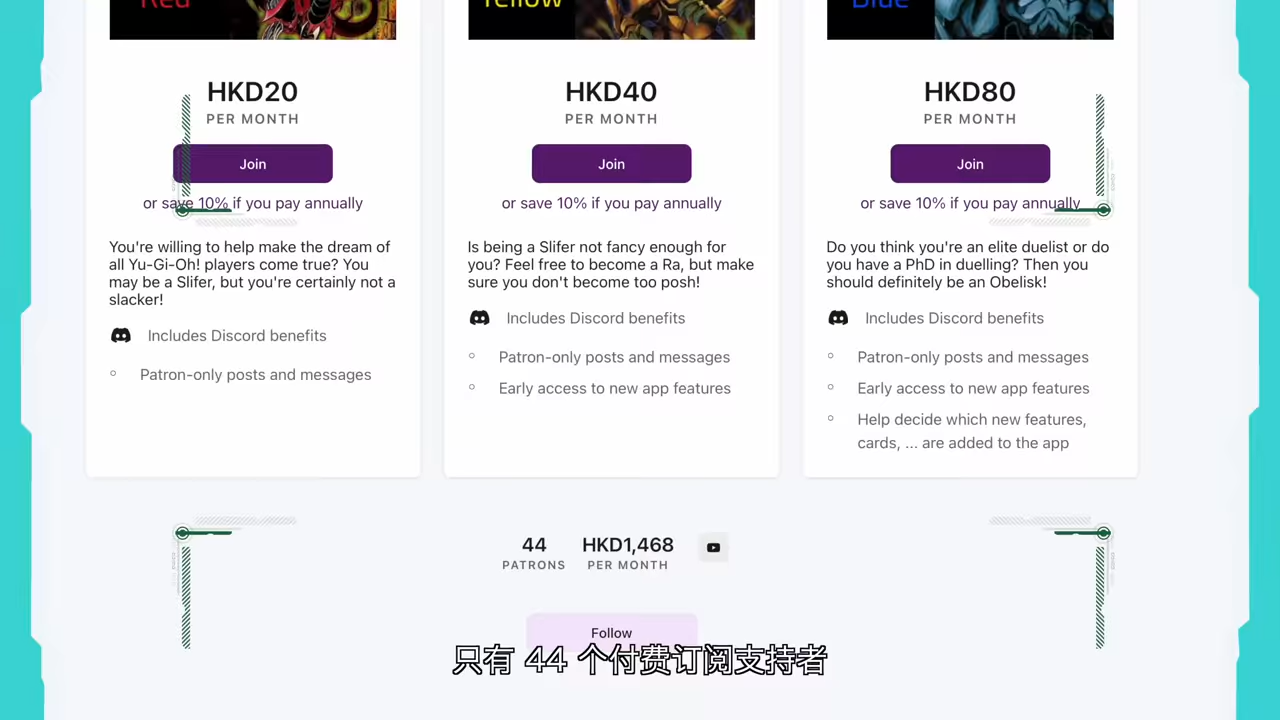 Red
Yellow
Blue
HKD20
PER MONTH
Join
or save 10% if you pay annually
You're willing to help make the dream of
all Yu-Gi-Oh! players come true? You
may be a Slifer, but you're certainly not a
slacker!
Includes Discord benefits
Patron-only posts and messages
HKD40
PER MONTH
Join
or save 10% if you pay annually
Is being a Slifer not fancy enough for
you? Feel free to become a Ra, but make
sure you don't become too posh!
Includes Discord benefits
Patron-only posts and messages
Early access to new app features
HKD80
PER MONTH
Join
or save 10% if you pay annually
Do you think you're an elite duelist or do
you have a PhD in duelling? Then you
should definitely be an Obelisk!
Includes Discord benefits
Patron-only posts and messages
Early access to new app features
Help decide which new features,
cards, ... are added to the app
44
PATRONS
HKD1,468
PER MONTH
Follow
只有 44 个付费订阅支持者